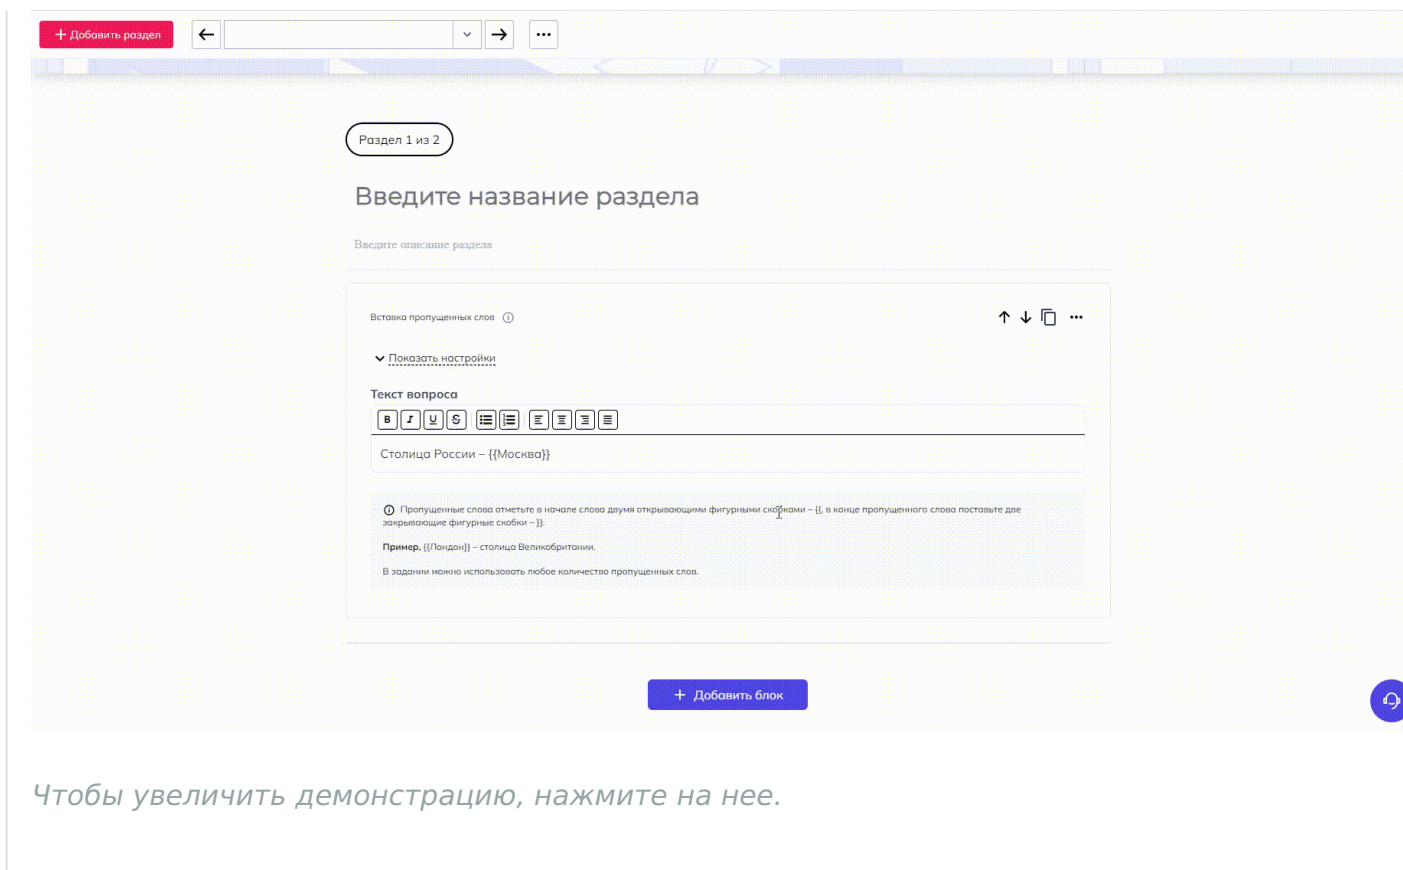 + Добавить раздел
Раздел 1 из 2
Введите название раздела
Введите описание раздела
Вставка пропущенных слов
Показать настройки
Текст вопроса
B I U S
Столица России – {{Москва}}
Пропущенные слова отметьте в начале слова двумя открывающими фигурными скобками – {{, в конце пропущенного слова поставьте две
закрывающие фигурные скобки – }}.
Пример. {{Лондон}} – столица Великобритании.
В задании можно использовать любое количество пропущенных слов.
+ Добавить блок
Чтобы увеличить демонстрацию, нажмите на нее.